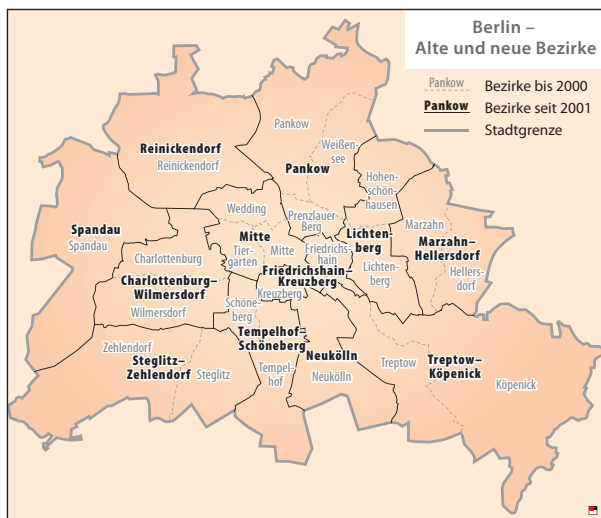 Berlin –
Alte und neue Bezirke
Pankow Bezirke bis 2000
Pankow Bezirke seit 2001
Stadtgrenze
Pankow
Weißen-
see
Reinickendorf
Reinickendorf
Pankow
Hohen-
schön-
hausen
Wedding
Prenzlauer
Berg
Marzahn
Spandau
Spandau
Mitte
Lichten-
berg
Marzahn–
Hellersdorf
Charlottenburg
Tier-
garten
Mitte
Friedrichs-
hain
Lichten-
berg
Hellers-
dorf
Charlottenburg–
Wilmersdorf
Friedrichshain–
Kreuzberg
Kreuzberg
Wilmersdorf
Schöne-
berg
Tempelhof–
Schöneberg
Zehlendorf
Steglitz–
Zehlendorf
Steglitz
Tempel-
hof
Neukölln
Neukölln
Treptow
Treptow–
Köpenick
Köpenick